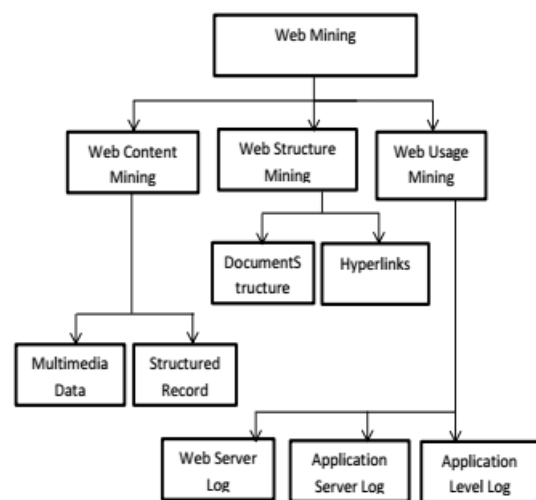 Web Mining
Web Content
Mining
Web Structure
Mining
Web Usage
Mining
DocumentS
tructure
Hyperlinks
Multimedia
Data
Structured
Record
Web Server
Log
Application
Server Log
Application
Level Log